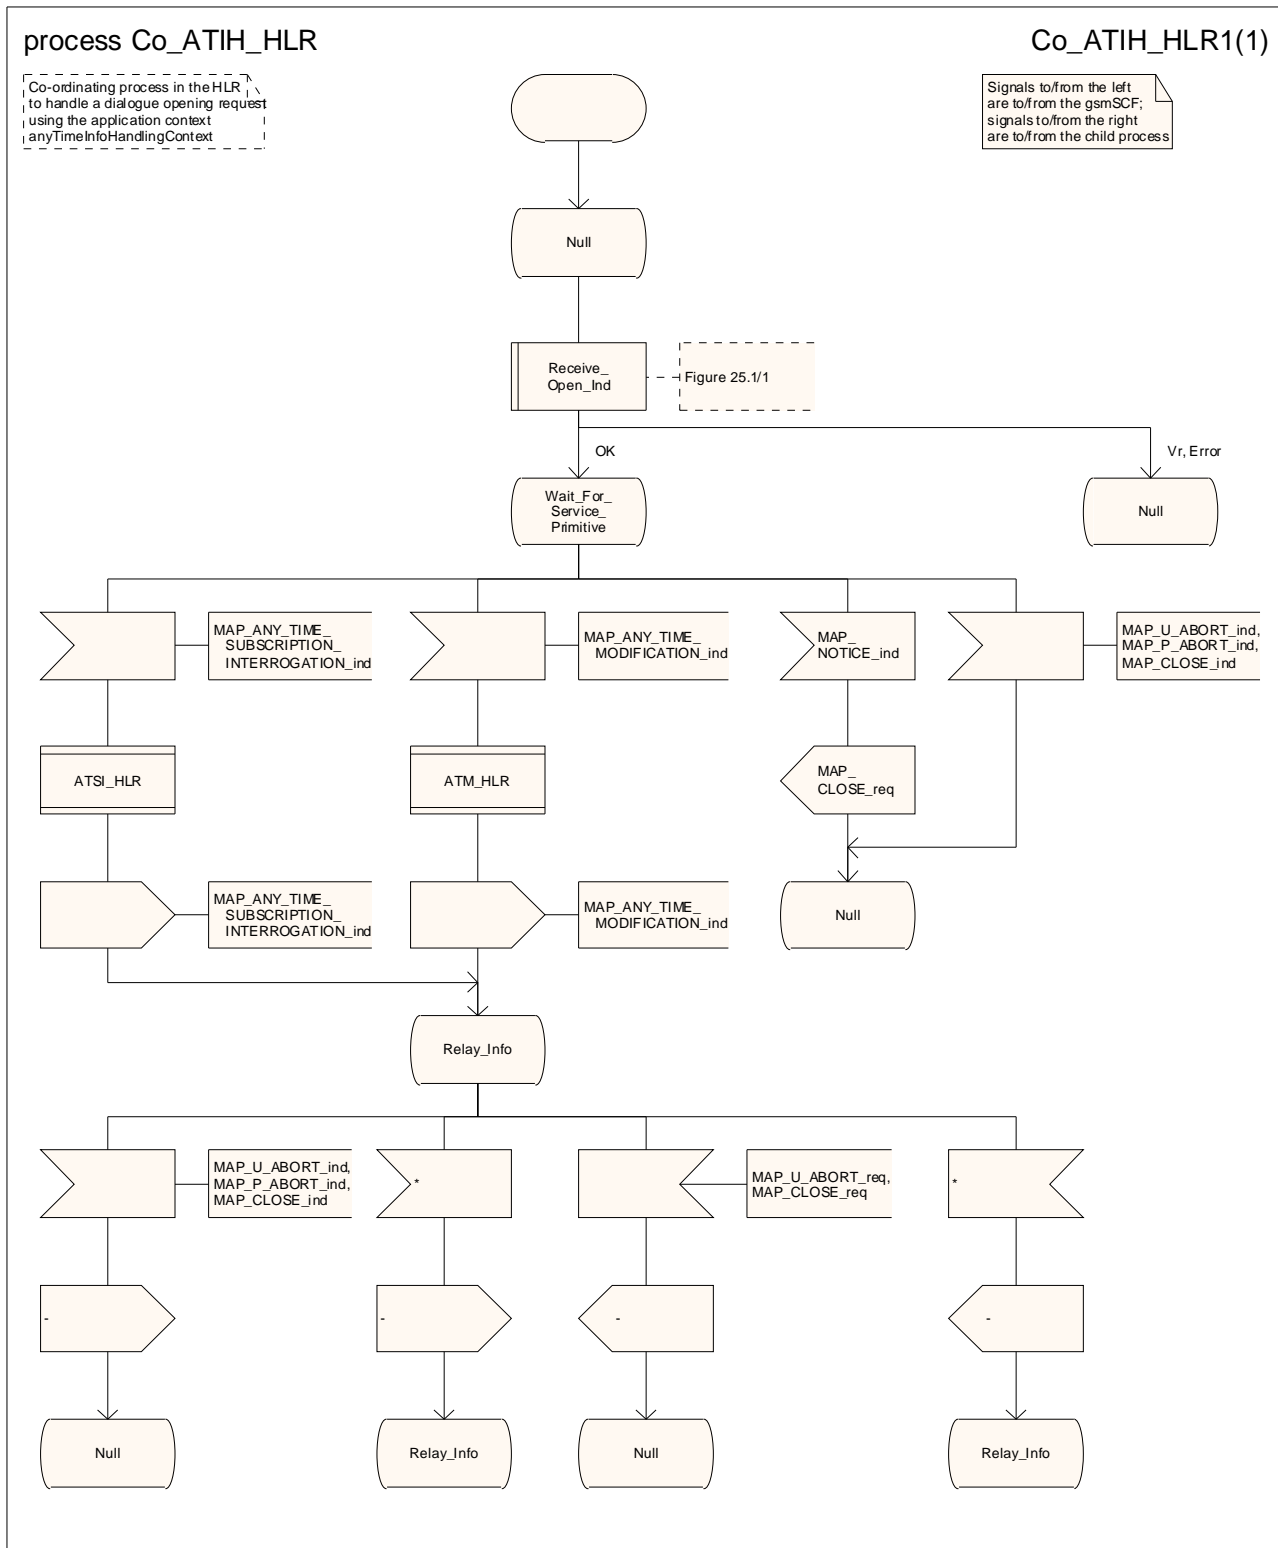 process Co_ATIH_HLR
Co_ATIH_HLR1(1)
Co-ordinating process in the HLR
to handle a dialogue opening request
using the application context
anyTimeInfoHandlingContext
Signals to/from the left
are to/from the gsmSCF;
signals to/from the right
are to/from the child process
Null
Receive_
Open_Ind
Figure 25.1/1
OK
Vr, Error
Wait_For_
Service_
Primitive
Null
MAP_ANY_TIME_
SUBSCRIPTION_
INTERROGATION_ind
MAP_ANY_TIME_
MODIFICATION_ind
MAP_
NOTICE_ind
MAP_U_ABORT_ind,
MAP_P_ABORT_ind,
MAP_CLOSE_ind
ATSI_HLR
ATM_HLR
MAP_
CLOSE_req
MAP_ANY_TIME_
SUBSCRIPTION_
INTERROGATION_ind
MAP_ANY_TIME_
MODIFICATION_ind
Null
Relay_Info
MAP_U_ABORT_ind,
MAP_P_ABORT_ind,
MAP_CLOSE_ind
*
MAP_U_ABORT_req,
MAP_CLOSE_req
*
-
-
-
-
Null
Relay_Info
Null
Relay_Info